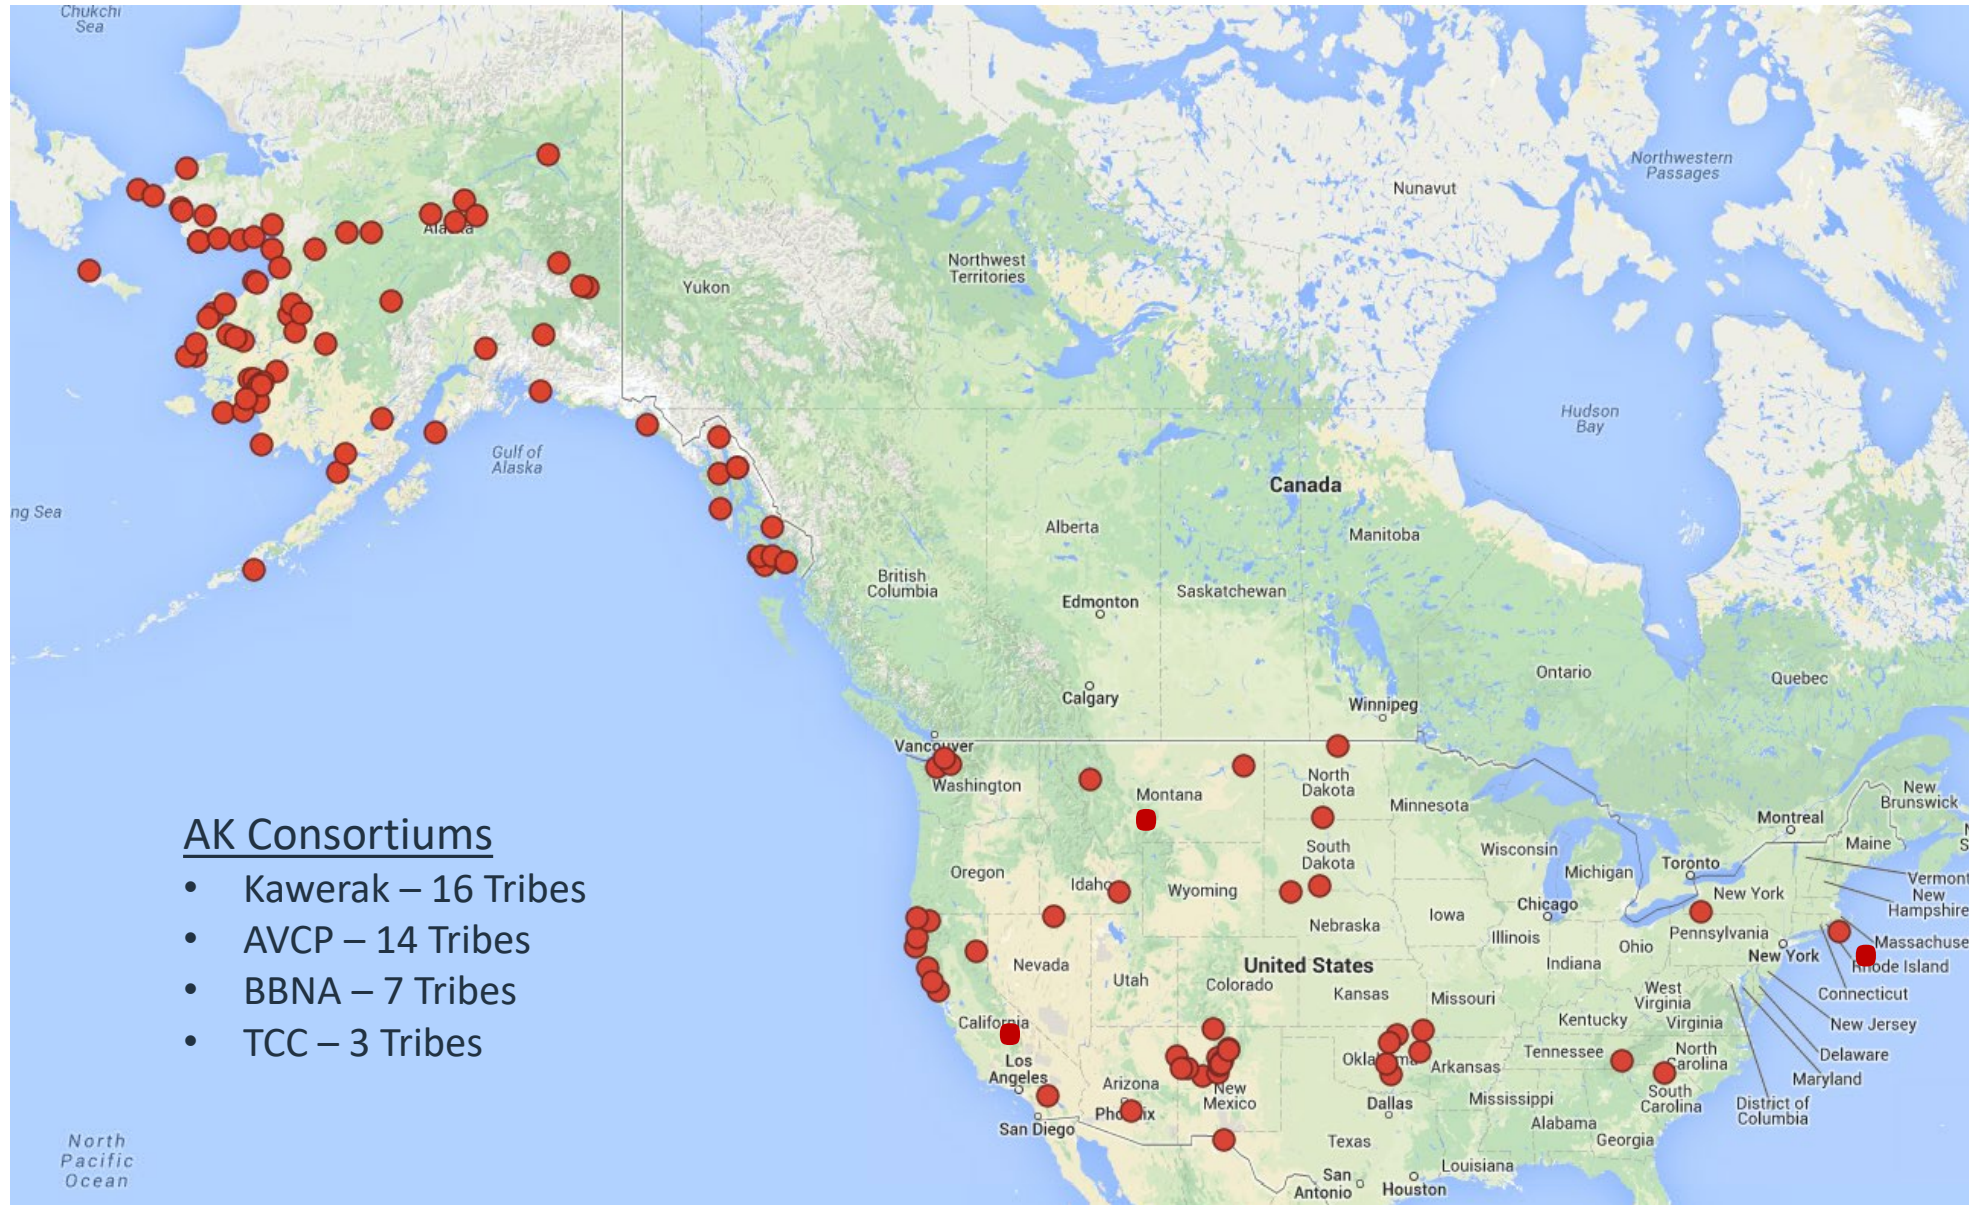 Chukchi
Sea
Northwestern
Passages
Nunavut
Northwest
Territories
Yukon
Hudson
Bay
Gulf of
Alaska
Canada
ng Sea
Alberta
Manitoba
British
Columbia
Edmonton
Saskatchewan
Ontario
Quebec
Calgary
Winnipeg
Vancouver
Washington
Montana
North
Dakota
Minnesota
New
Brunswick
Montreal
Maine
N
S
South
Dakota
Wisconsin
Michigan
Toronto
Vermont
New
Hampshire
Oregon
Idaho
Wyoming
New York
Chicago
Iowa
Nebraska
Illinois
Ohio
Pennsylvania
Massachuse
New York
Rhode Island
Nevada
United States
Indiana
Utah
Colorado
Kansas
Missouri
West
Virginia
Connecticut
California
Kentucky
Virginia
New Jersey
Los
Angeles
Oklahoma
Arkansas
Tennessee
North
Carolina
Delaware
Arizona
Maryland
New
Mexico
Phoenix
Dallas
Mississippi
South
Carolina
District of
Columbia
San Diego
Alabama
Texas
Georgia
Louisiana
San
Antonio
Houston
AK Consortiums
• Kawerak – 16 Tribes
• AVCP – 14 Tribes
• BBNA – 7 Tribes
• TCC – 3 Tribes
North
Pacific
Ocean
Alaska